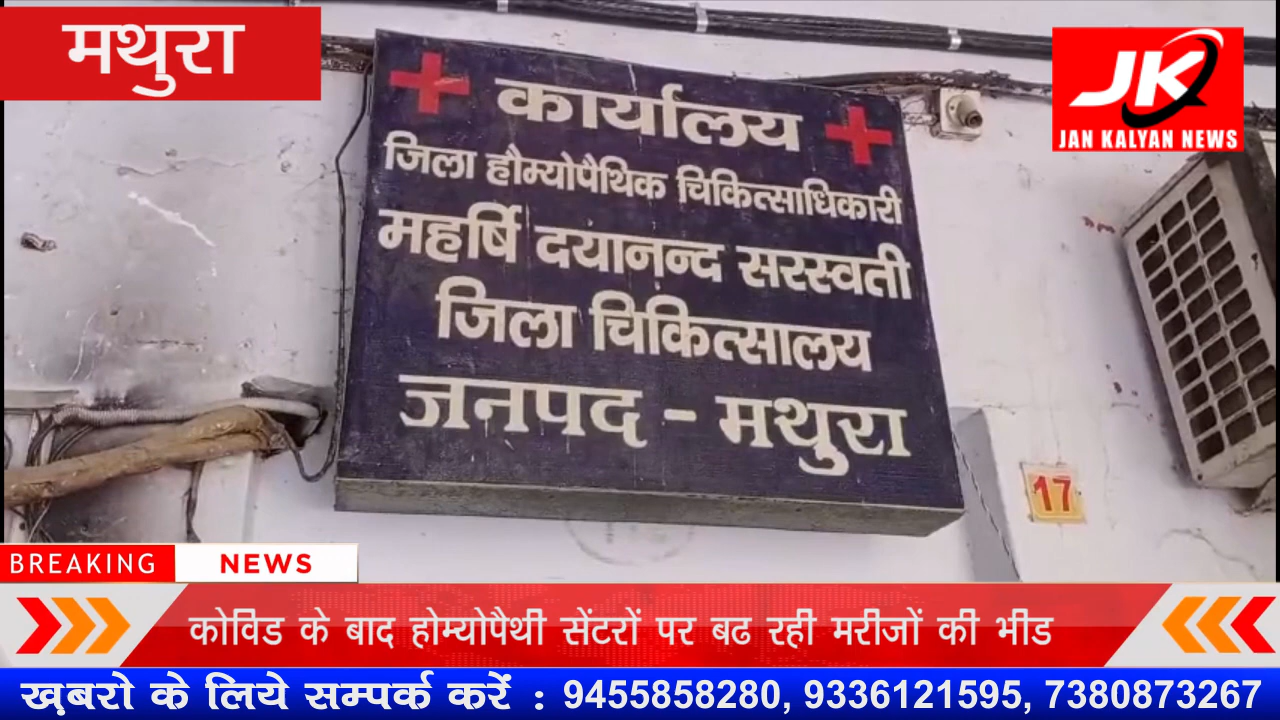 मथुरा
JK
JAN KALYAN NEWS
कार्यालय
जिला हौम्योपैथिक चिकित्साधिकारी
महर्षि दयानन्द सरस्वती
जिला चिकित्सालय
जनपद - मथुरा
17
BREAKING NEWS
कोविड के बाद होम्योपैथी सेंटरों पर बढ रही मरीजों की भीड
ख़बरो के लिये सम्पर्क करें : 9455858280, 9336121595, 7380873267